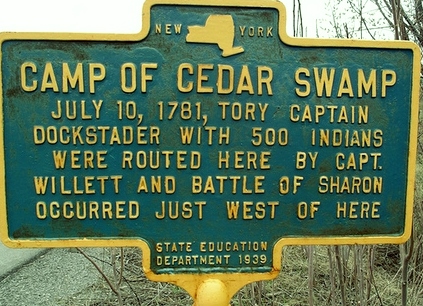 NEW YORK
CAMP OF CEDAR SWAMP
JULY 10, 1781, TORY CAPTAIN
DOCKSTADER WITH 500 INDIANS
WERE ROUTED HERE BY CAPT.
WILLETT AND BATTLE OF SHARON
OCCURRED JUST WEST OF HERE
STATE EDUCATION
DEPARTMENT 1939